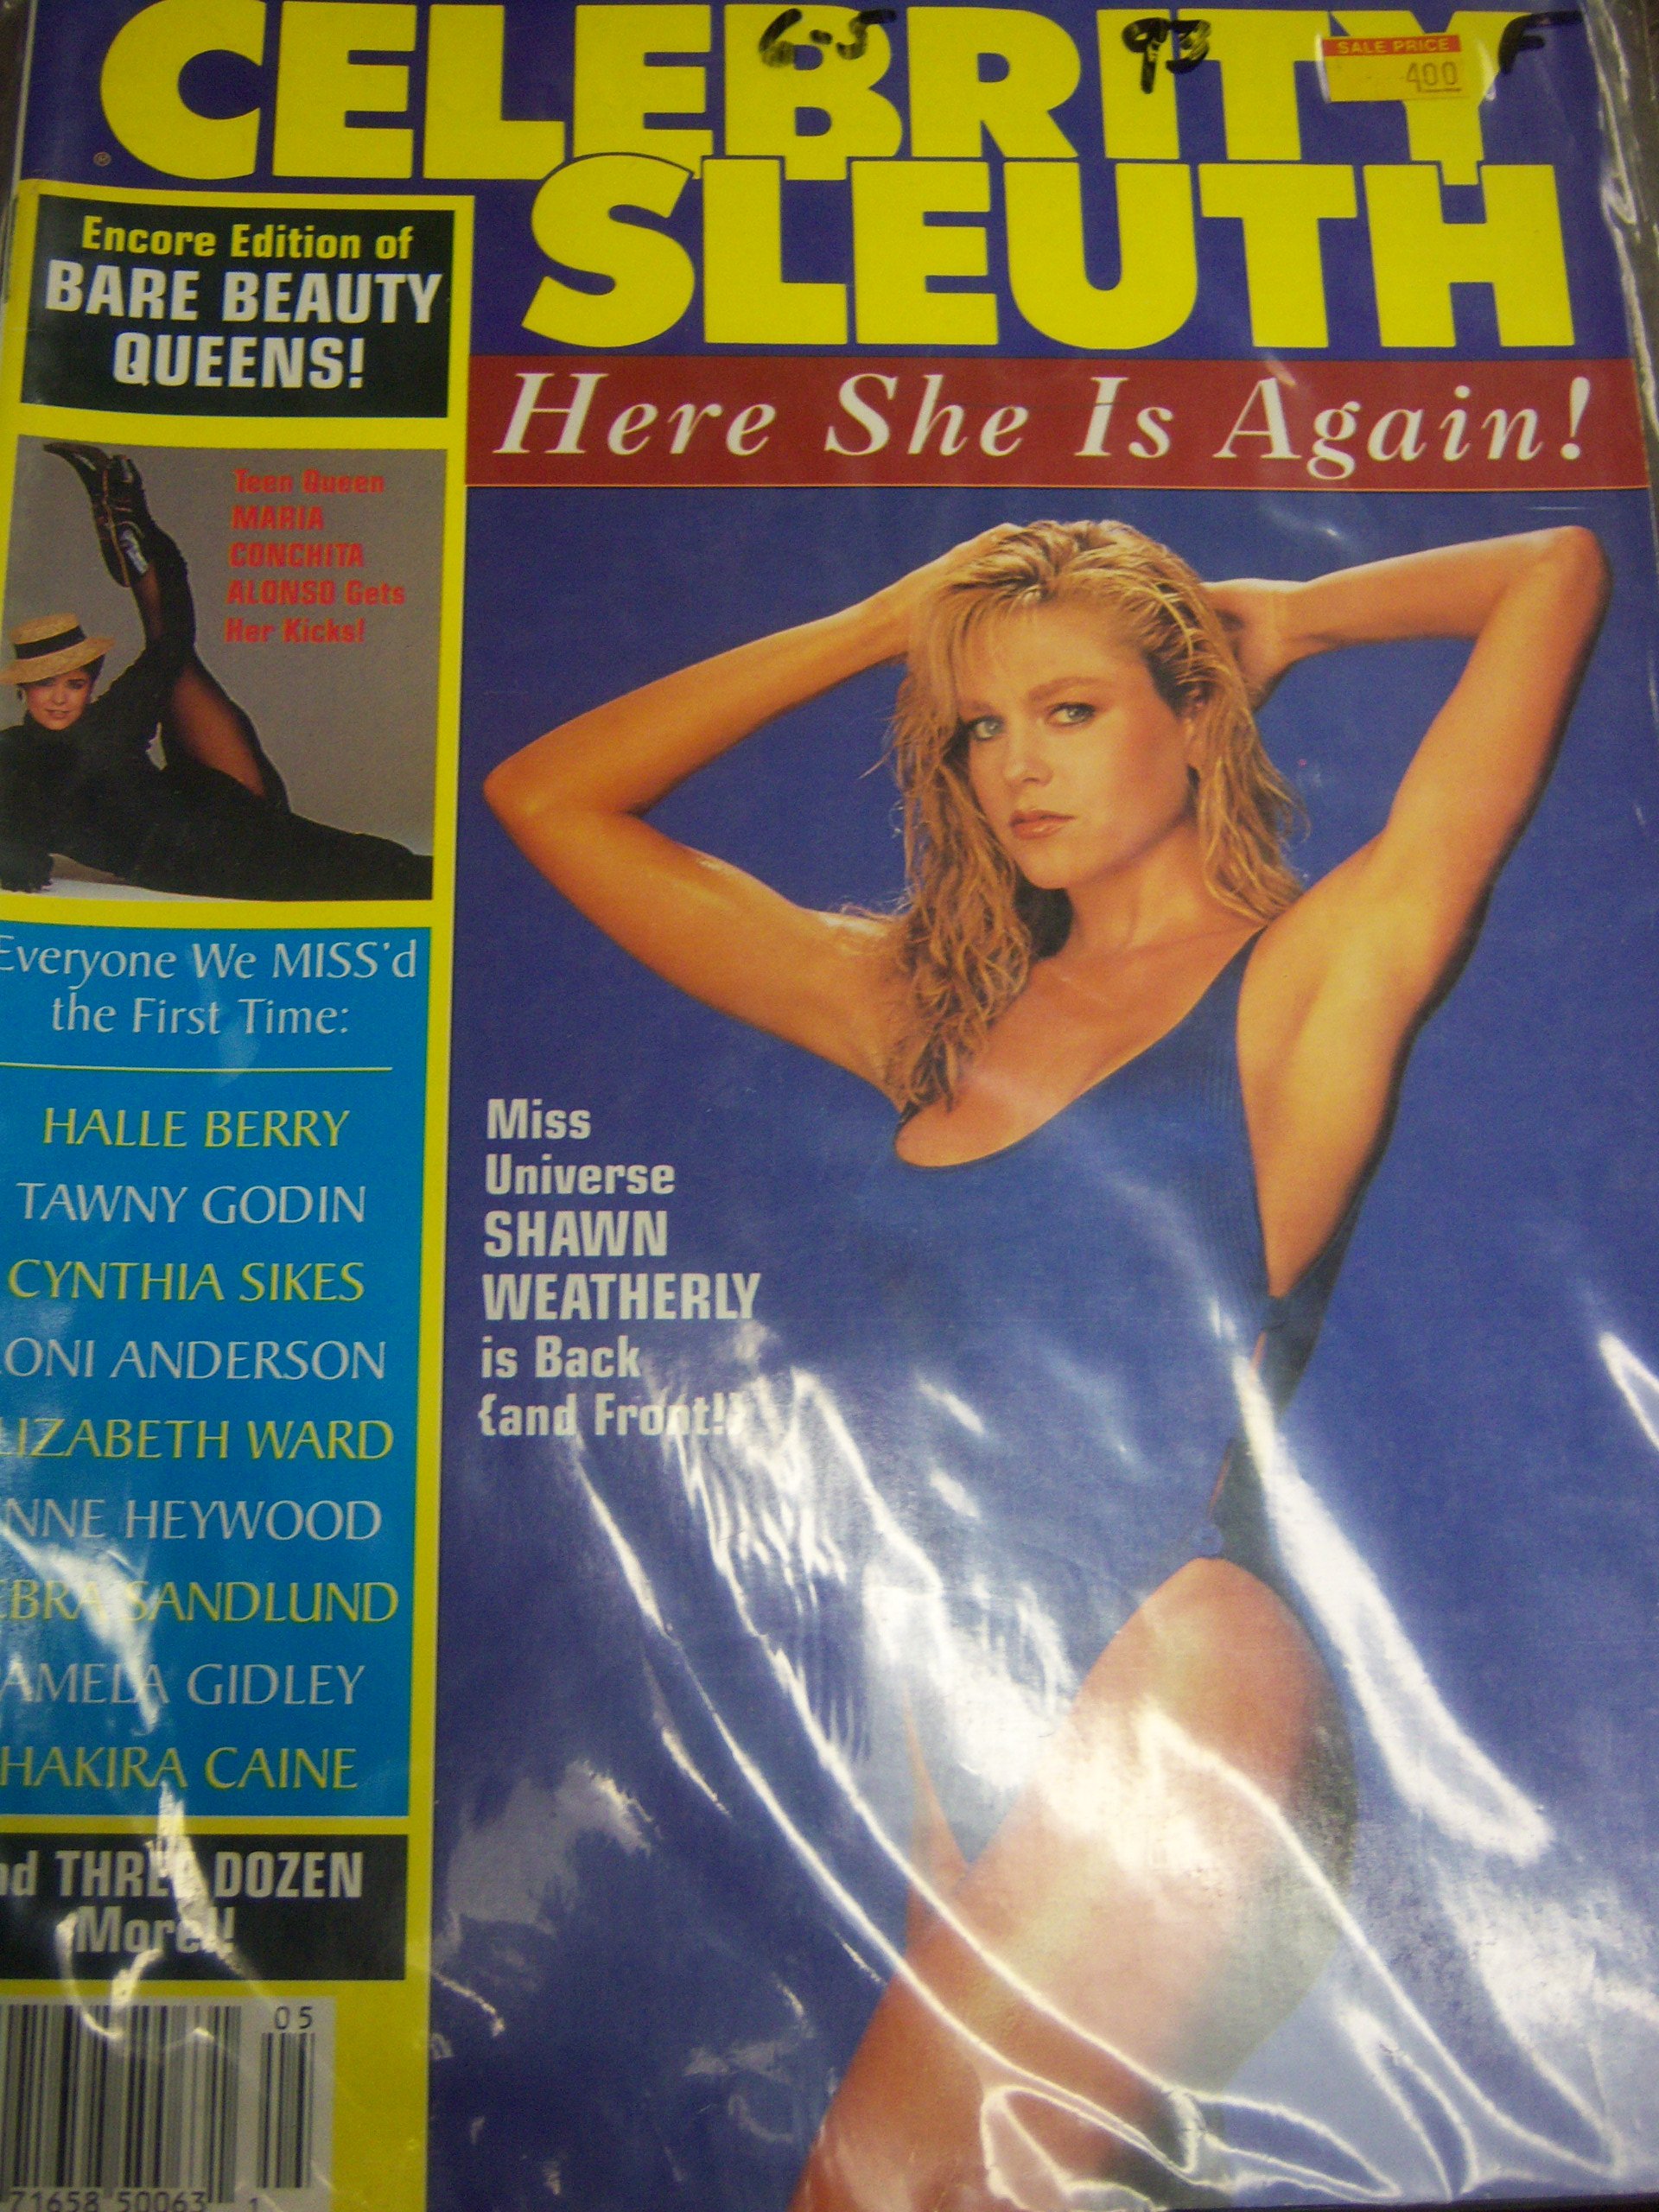 CELEBRITY
SLEUTH
6-5
93
F
SALE PRICE
400
®
Encore Edition of
BARE BEAUTY
QUEENS!
Here She Is Again!
Teen Queen
MARIA
CONCHITA
ALONSO Gets
Her Kicks!
Everyone We MISS'd
the First Time:
HALLE BERRY
TAWNY GODIN
CYNTHIA SIKES
ONI ANDERSON
LIZABETH WARD
NNE HEYWOOD
EBRA SANDLUND
AMELA GIDLEY
HAKIRA CAINE
nd THREE DOZEN
More!!
Miss
Universe
SHAWN
WEATHERLY
is Back
{and Front!}
05
71658 50063 1